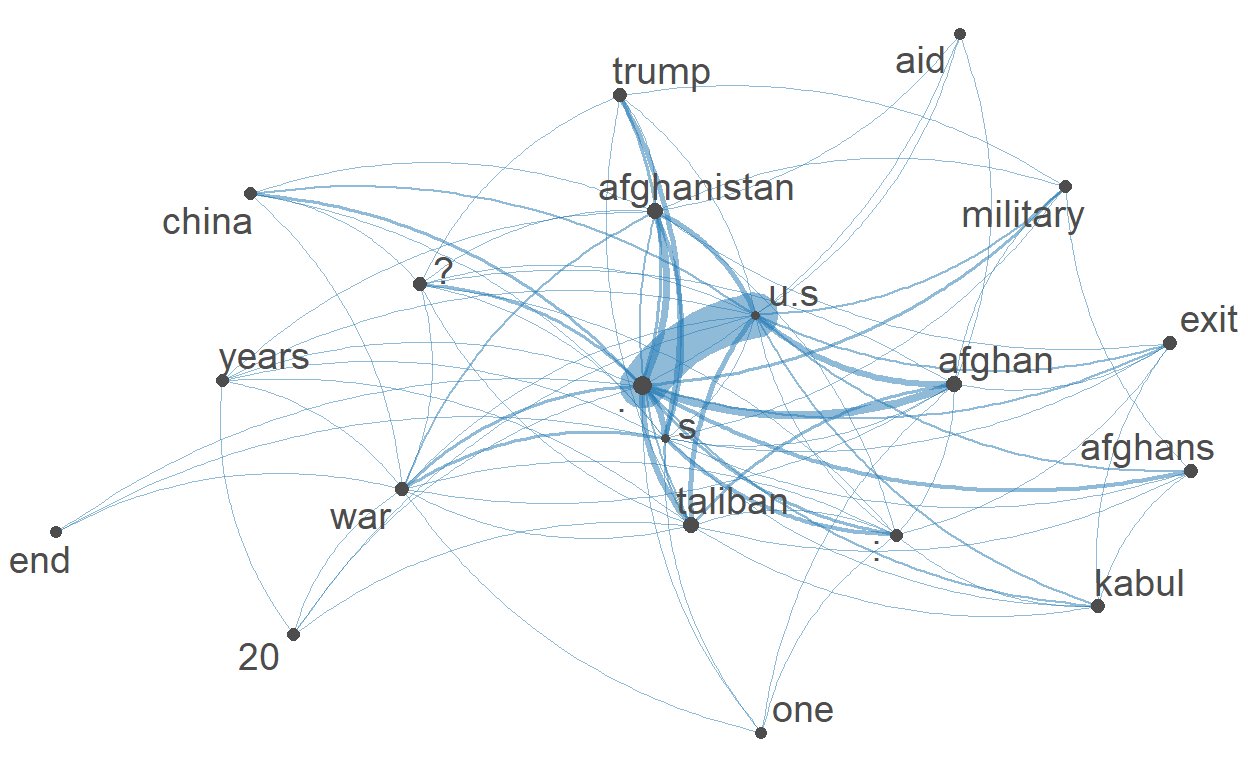 aid
trump
afghanistan
military
china
?
u.s
exit
years
afghan
.
s
afghans
taliban
war
:
end
kabul
20
one